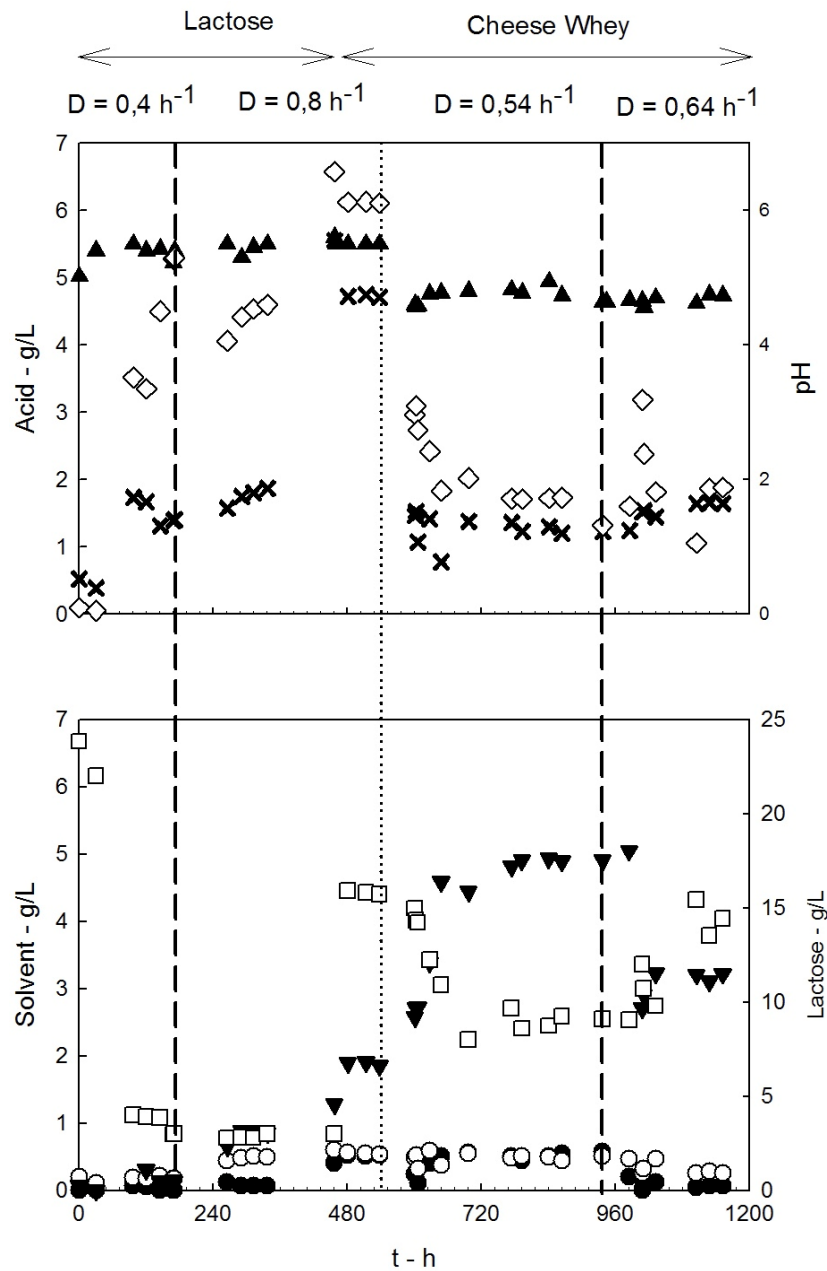 Lactose Cheese Whey
D = 0,4 h-1 D = 0,8 h-1 D = 0,54 h-1 D = 0,64 h-1
7
6 6
5
4 4
3
2 2
1
0 0
Acid - g/L
pH
7 25
6
20
5
15
4
3
10
2
5
1
0 0
Solvent - g/L
Lactose - g/L
0 240 480 720 960 1200
t - h